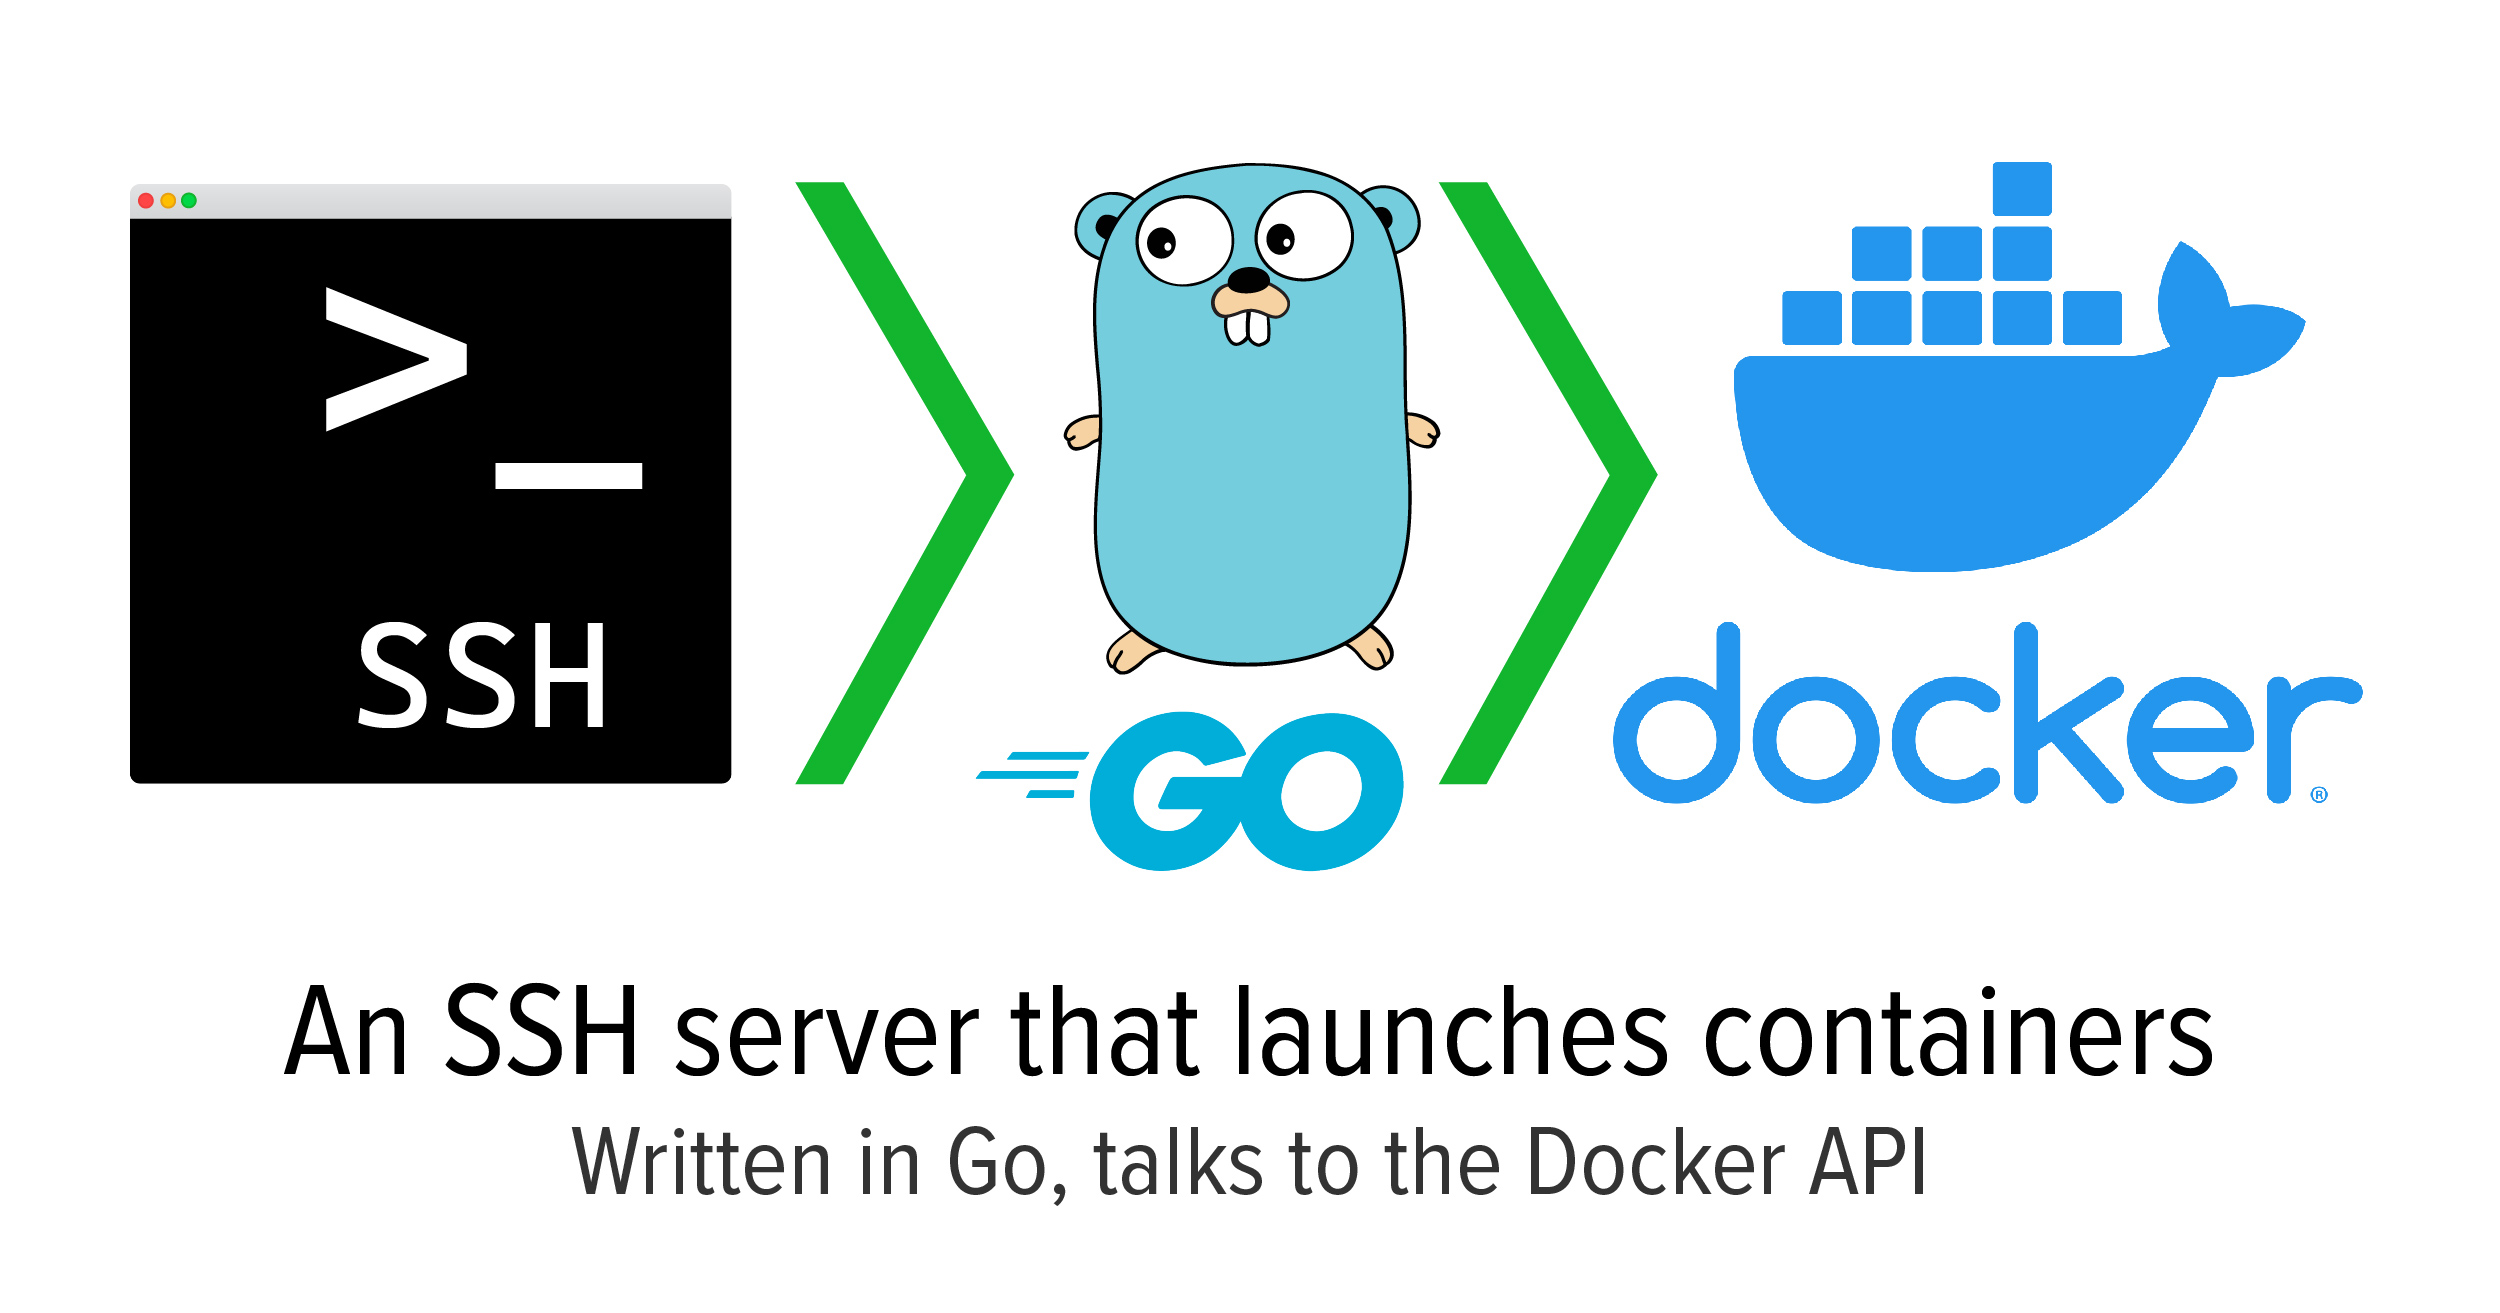 >_
SSH
GO
docker®
An SSH server that launches containers
Written in Go, talks to the Docker API